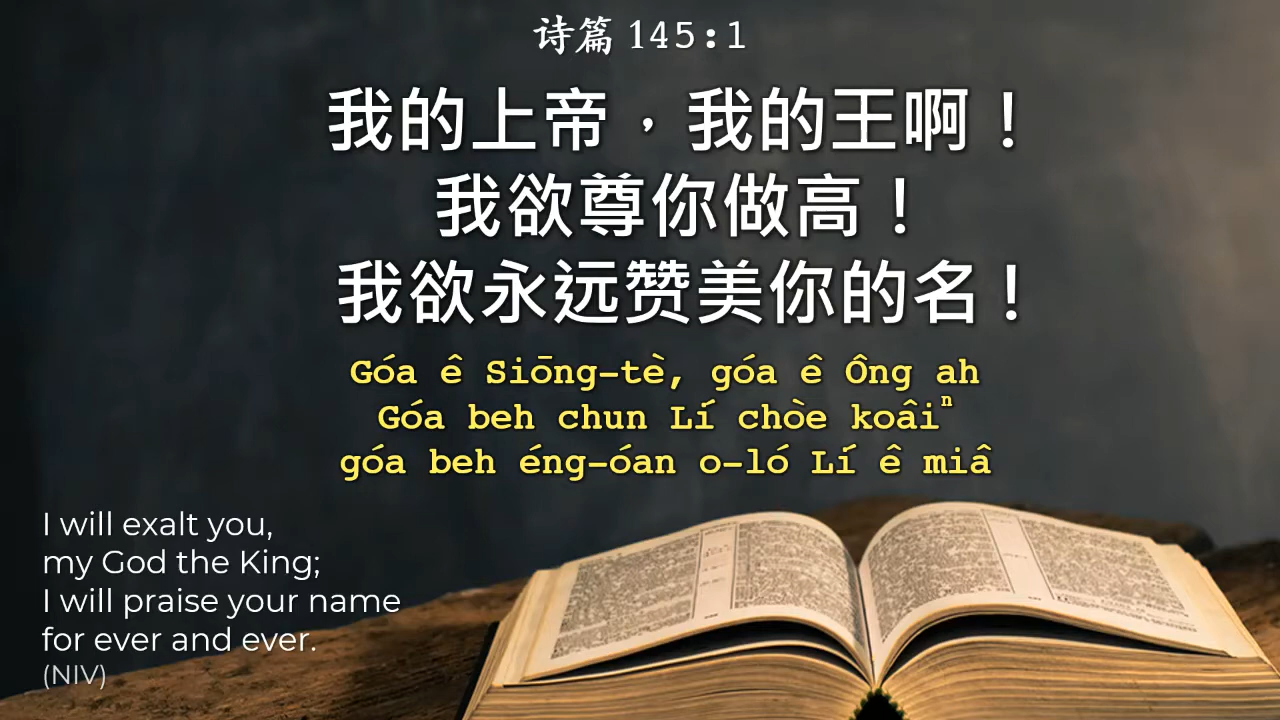 诗篇 145:1
我的上帝，我的王啊！
我欲尊你做高！
我欲永远赞美你的名！
Góa ê Siōng-tè, góa ê Ông ah
Góa beh chun Lí chòe koâiⁿ
góa beh éng-óan o-ló Lí ê miâ
I will exalt you,
my God the King;
I will praise your name
for ever and ever.
(NIV)